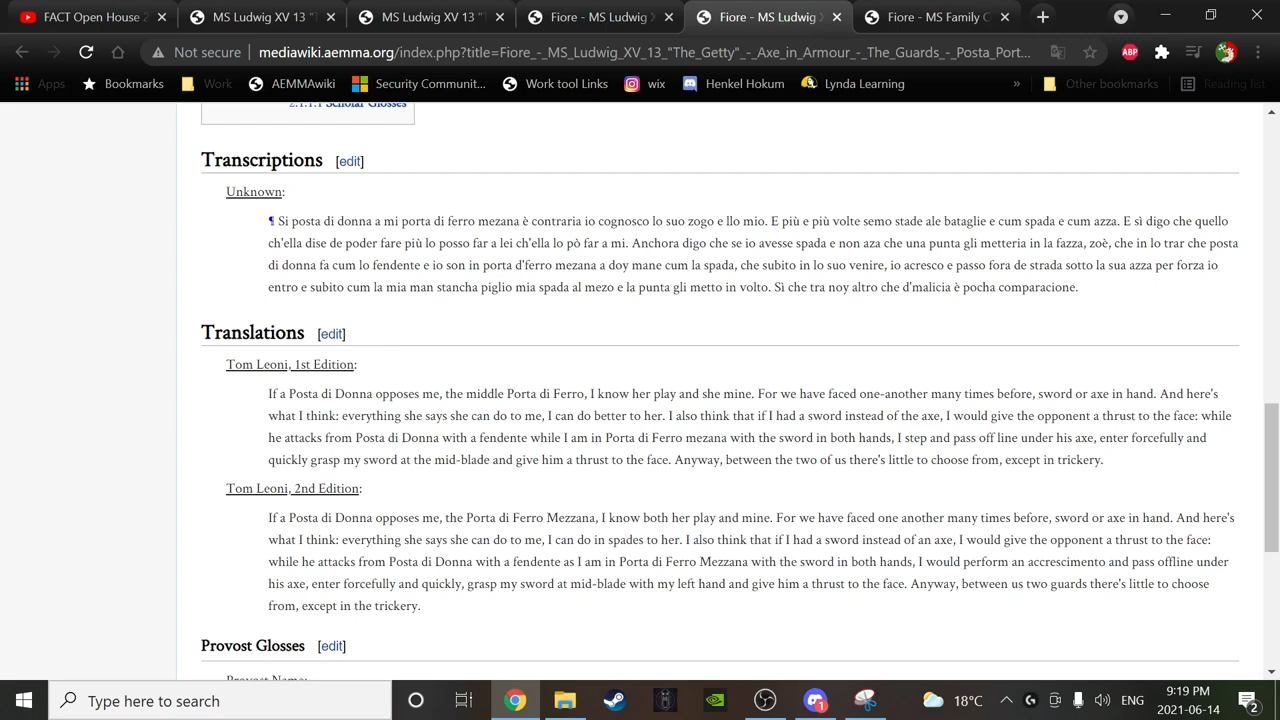 FACT Open House 2
MS Ludwig XV 13 "T
MS Ludwig XV 13 "T
Fiore - MS Ludwig X
Fiore - MS Ludwig X
Fiore - MS Family C
Not secure
mediawiki.aemma.org/index.php?title=Fiore_-_MS_Ludwig_XV_13_"The_Getty"_-_Axe_in_Armour_-_The_Guards_-_Posta_Port...
ABP
Apps
Bookmarks
Work
AEMMAwiki
Security Communit...
Work tool Links
wix
Henkel Hokum
Lynda Learning
»
Other bookmarks
Reading list
2.1.1.1 Scholar Glosses
Transcriptions [edit]
Unknown:
¶ Si posta di donna a mi porta di ferro mezana è contraria io cognosco lo suo zogo e llo mio. E più e più volte semo stade ale bataglie e cum spada e cum azza. E sì digo che quello
ch'ella dise de poder fare più lo posso far a lei ch'ella lo pò far a mi. Anchora digo che se io avesse spada e non aza che una punta gli metteria in la fazza, zoè, che in lo trar che posta
di donna fa cum lo fendente e io son in porta d'ferro mezana a doy mane cum la spada, che subito in lo suo venire, io acresco e passo fora de strada sotto la sua azza per forza io
entro e subito cum la mia man stancha piglio mia spada al mezo e la punta gli metto in volto. Sì che tra noy altro che d'malicia è pocha comparacione.
Translations [edit]
Tom Leoni, 1st Edition:
If a Posta di Donna opposes me, the middle Porta di Ferro, I know her play and she mine. For we have faced one-another many times before, sword or axe in hand. And here's
what I think: everything she says she can do to me, I can do better to her. I also think that if I had a sword instead of the axe, I would give the opponent a thrust to the face: while
he attacks from Posta di Donna with a fendente while I am in Porta di Ferro mezana with the sword in both hands, I step and pass off line under his axe, enter forcefully and
quickly grasp my sword at the mid-blade and give him a thrust to the face. Anyway, between the two of us there's little to choose from, except in trickery.
Tom Leoni, 2nd Edition:
If a Posta di Donna opposes me, the Porta di Ferro Mezzana, I know both her play and mine. For we have faced one another many times before, sword or axe in hand. And here's
what I think: everything she says she can do to me, I can do in spades to her. I also think that if I had a sword instead of an axe, I would give the opponent a thrust to the face:
while he attacks from Posta di Donna with a fendente as I am in Porta di Ferro Mezzana with the sword in both hands, I would perform an accrescimento and pass offline under
his axe, enter forcefully and quickly, grasp my sword at mid-blade with my left hand and give him a thrust to the face. Anyway, between us two guards there's little to choose
from, except in the trickery.
Provost Glosses [edit]
Provost Name:
Type here to search
1
18°C
ENG
9:19 PM
2021-06-14
2